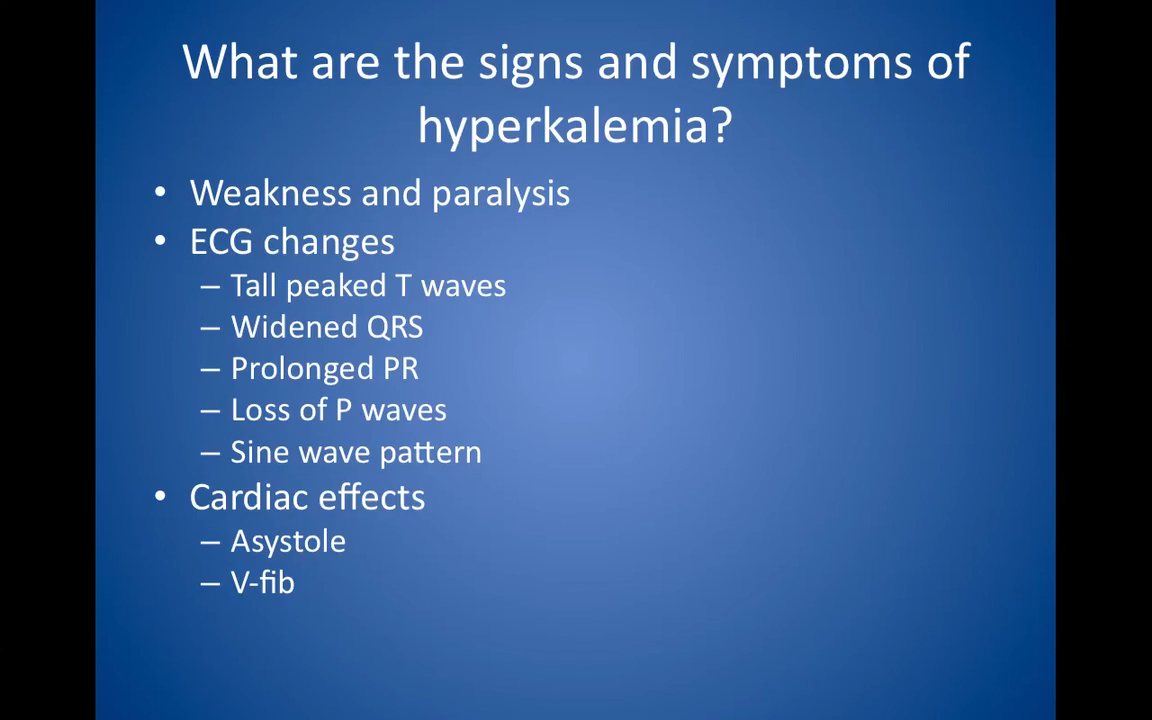 What are the signs and symptoms of
hyperkalemia?
• Weakness and paralysis
• ECG changes
– Tall peaked T waves
– Widened QRS
– Prolonged PR
– Loss of P waves
– Sine wave pattern
• Cardiac effects
– Asystole
– V-fib